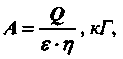 A = Q / (ε · η) , кГ,